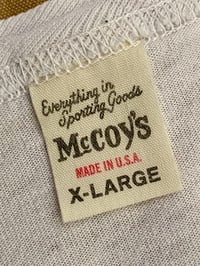 Everything in
Sporting Goods
McCoy's
MADE IN U.S.A.
X-LARGE